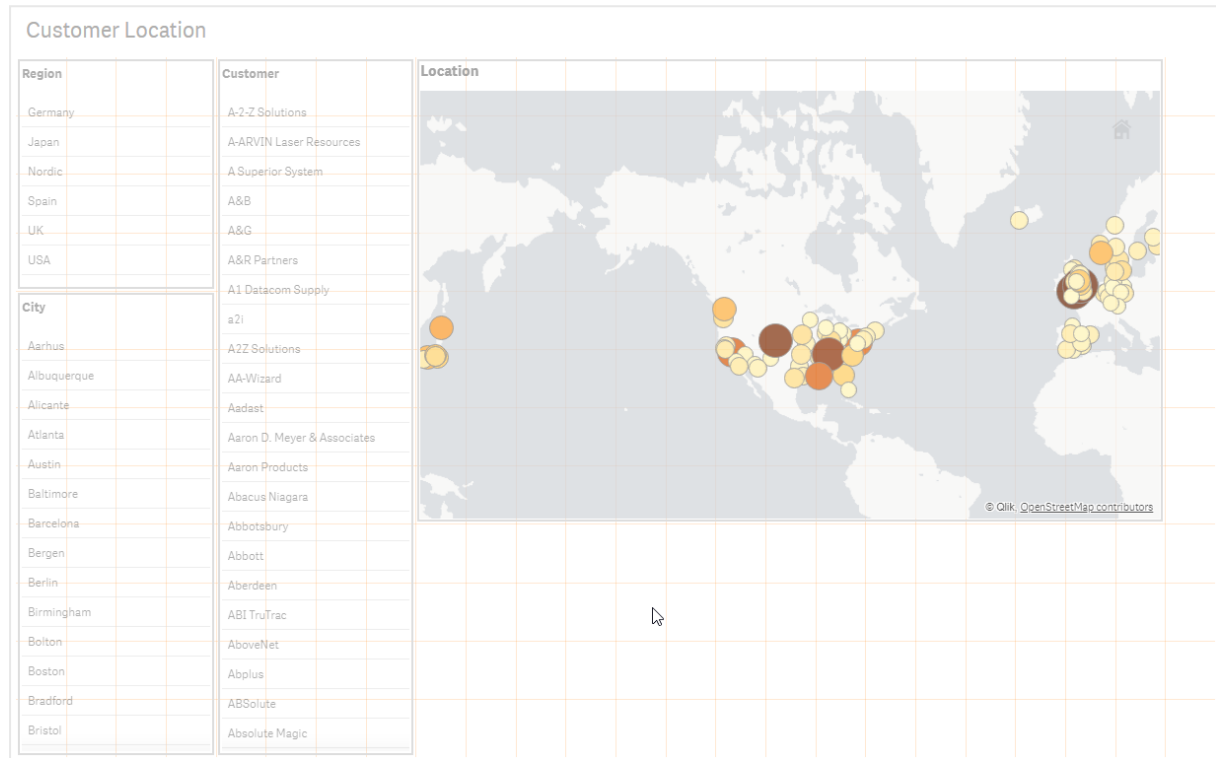 Customer Location
Region
Germany
Japan
Nordic
Spain
UK
USA
City
Aarhus
Albuquerque
Alicante
Atlanta
Austin
Baltimore
Barcelona
Bergen
Berlin
Birmingham
Bolton
Boston
Bradford
Bristol
Customer
A-2-Z Solutions
A-ARVIN Laser Resources
A Superior System
A&B
A&G
A&R Partners
A1 Datacom Supply
a2i
A2Z Solutions
AA-Wizard
Aadast
Aaron D. Meyer & Associates
Aaron Products
Abacus Niagara
Abbotsbury
Abbott
Aberdeen
ABI TruTrac
AboveNet
Abplus
ABSolute
Absolute Magic
Location
© Qlik, OpenStreetMap contributors